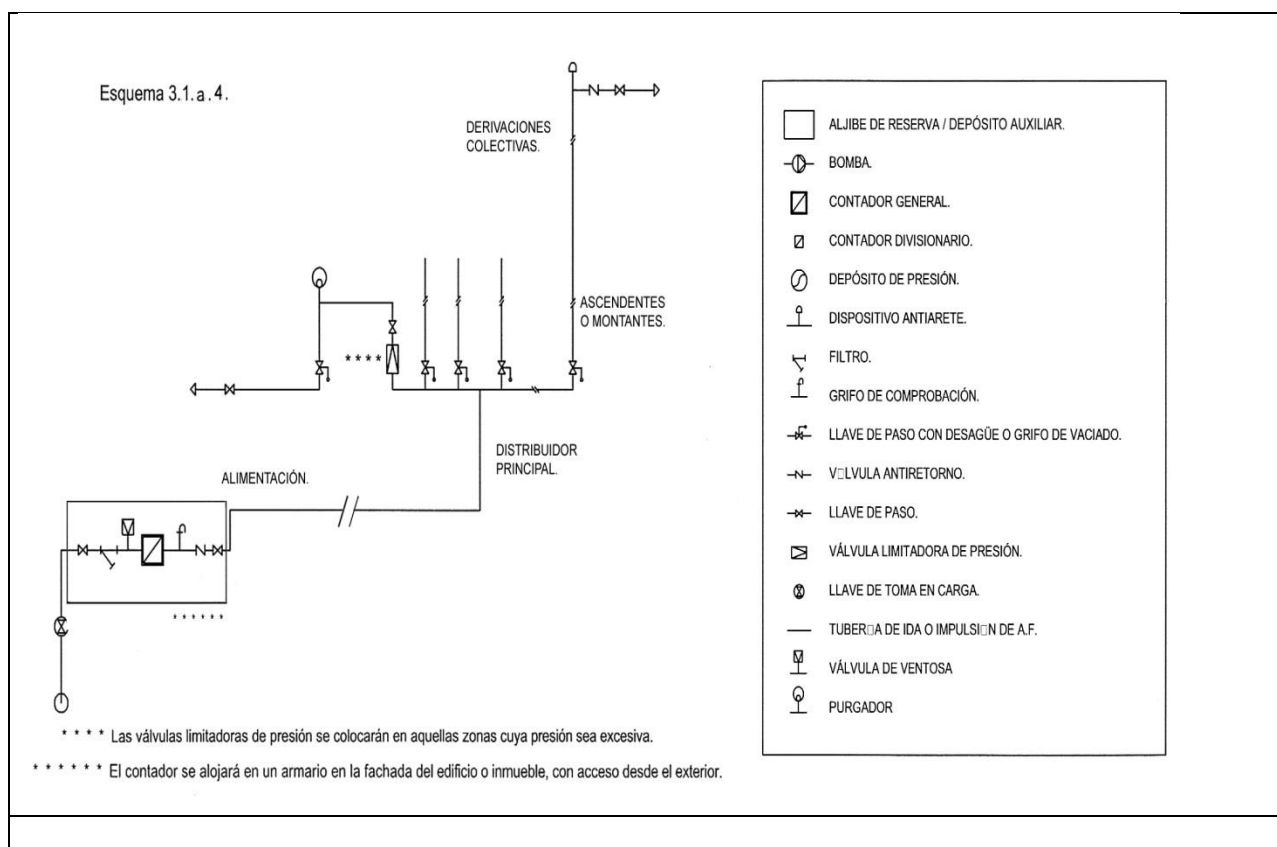 Esquema 3.1.a.4.
DERIVACIONES
COLECTIVAS.
ASCENDENTES
O MONTANTES.
* * * *
DISTRIBUIDOR
PRINCIPAL.
ALIMENTACIÓN.
* * * * * *
* * * * Las válvulas limitadoras de presión se colocarán en aquellas zonas cuya presión sea excesiva.
* * * * * * El contador se alojará en un armario en la fachada del edificio o inmueble, con acceso desde el exterior.
ALJIBE DE RESERVA / DEPÓSITO AUXILIAR.
BOMBA.
CONTADOR GENERAL.
CONTADOR DIVISIONARIO.
DEPÓSITO DE PRESIÓN.
DISPOSITIVO ANTIARETE.
FILTRO.
GRIFO DE COMPROBACIÓN.
LLAVE DE PASO CON DESAGÜE O GRIFO DE VACIADO.
V□LVULA ANTIRETORNO.
LLAVE DE PASO.
VÁLVULA LIMITADORA DE PRESIÓN.
LLAVE DE TOMA EN CARGA.
TUBER□A DE IDA O IMPULSI□N DE A.F.
VÁLVULA DE VENTOSA
PURGADOR